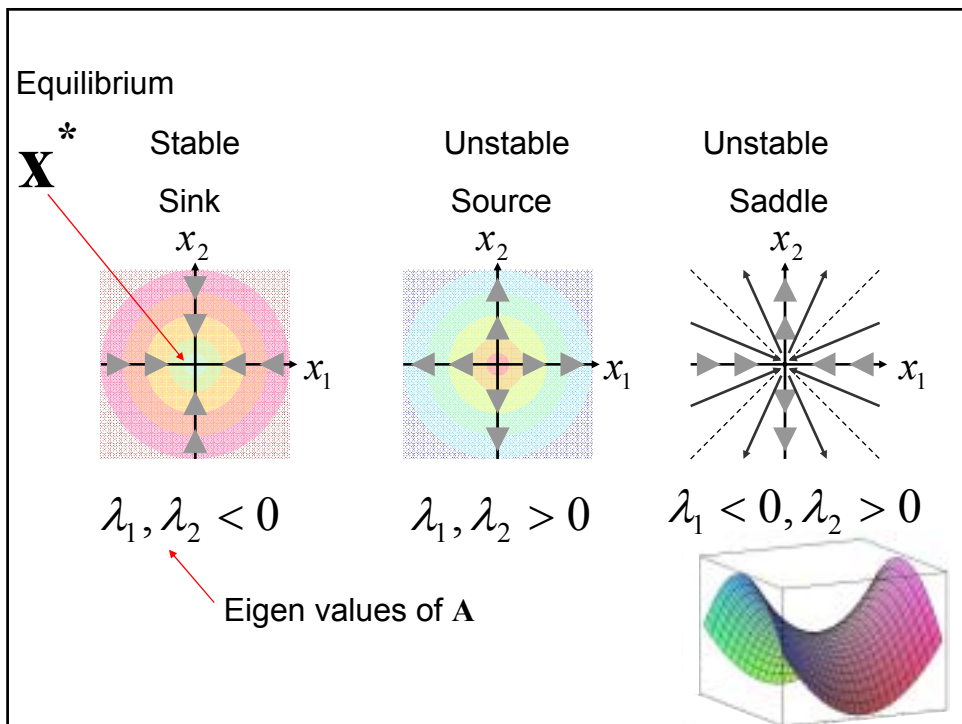 Equilibrium
x*
Stable Unstable Unstable
Sink Source Saddle
x₂ x₂ x₂
x₁ x₁ x₁
λ₁, λ₂ < 0 λ₁, λ₂ > 0 λ₁ < 0, λ₂ > 0
Eigen values of A